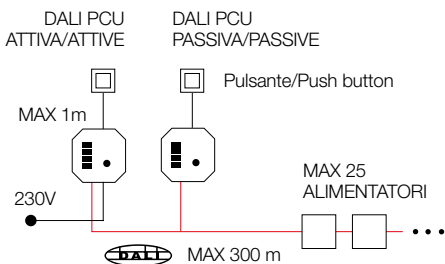 DALI PCU
ATTIVA/ATTIVE
DALI PCU
PASSIVA/PASSIVE
Pulsante/Push button
MAX 1m
MAX 25
ALIMENTATORI
230V
DALI
MAX 300 m